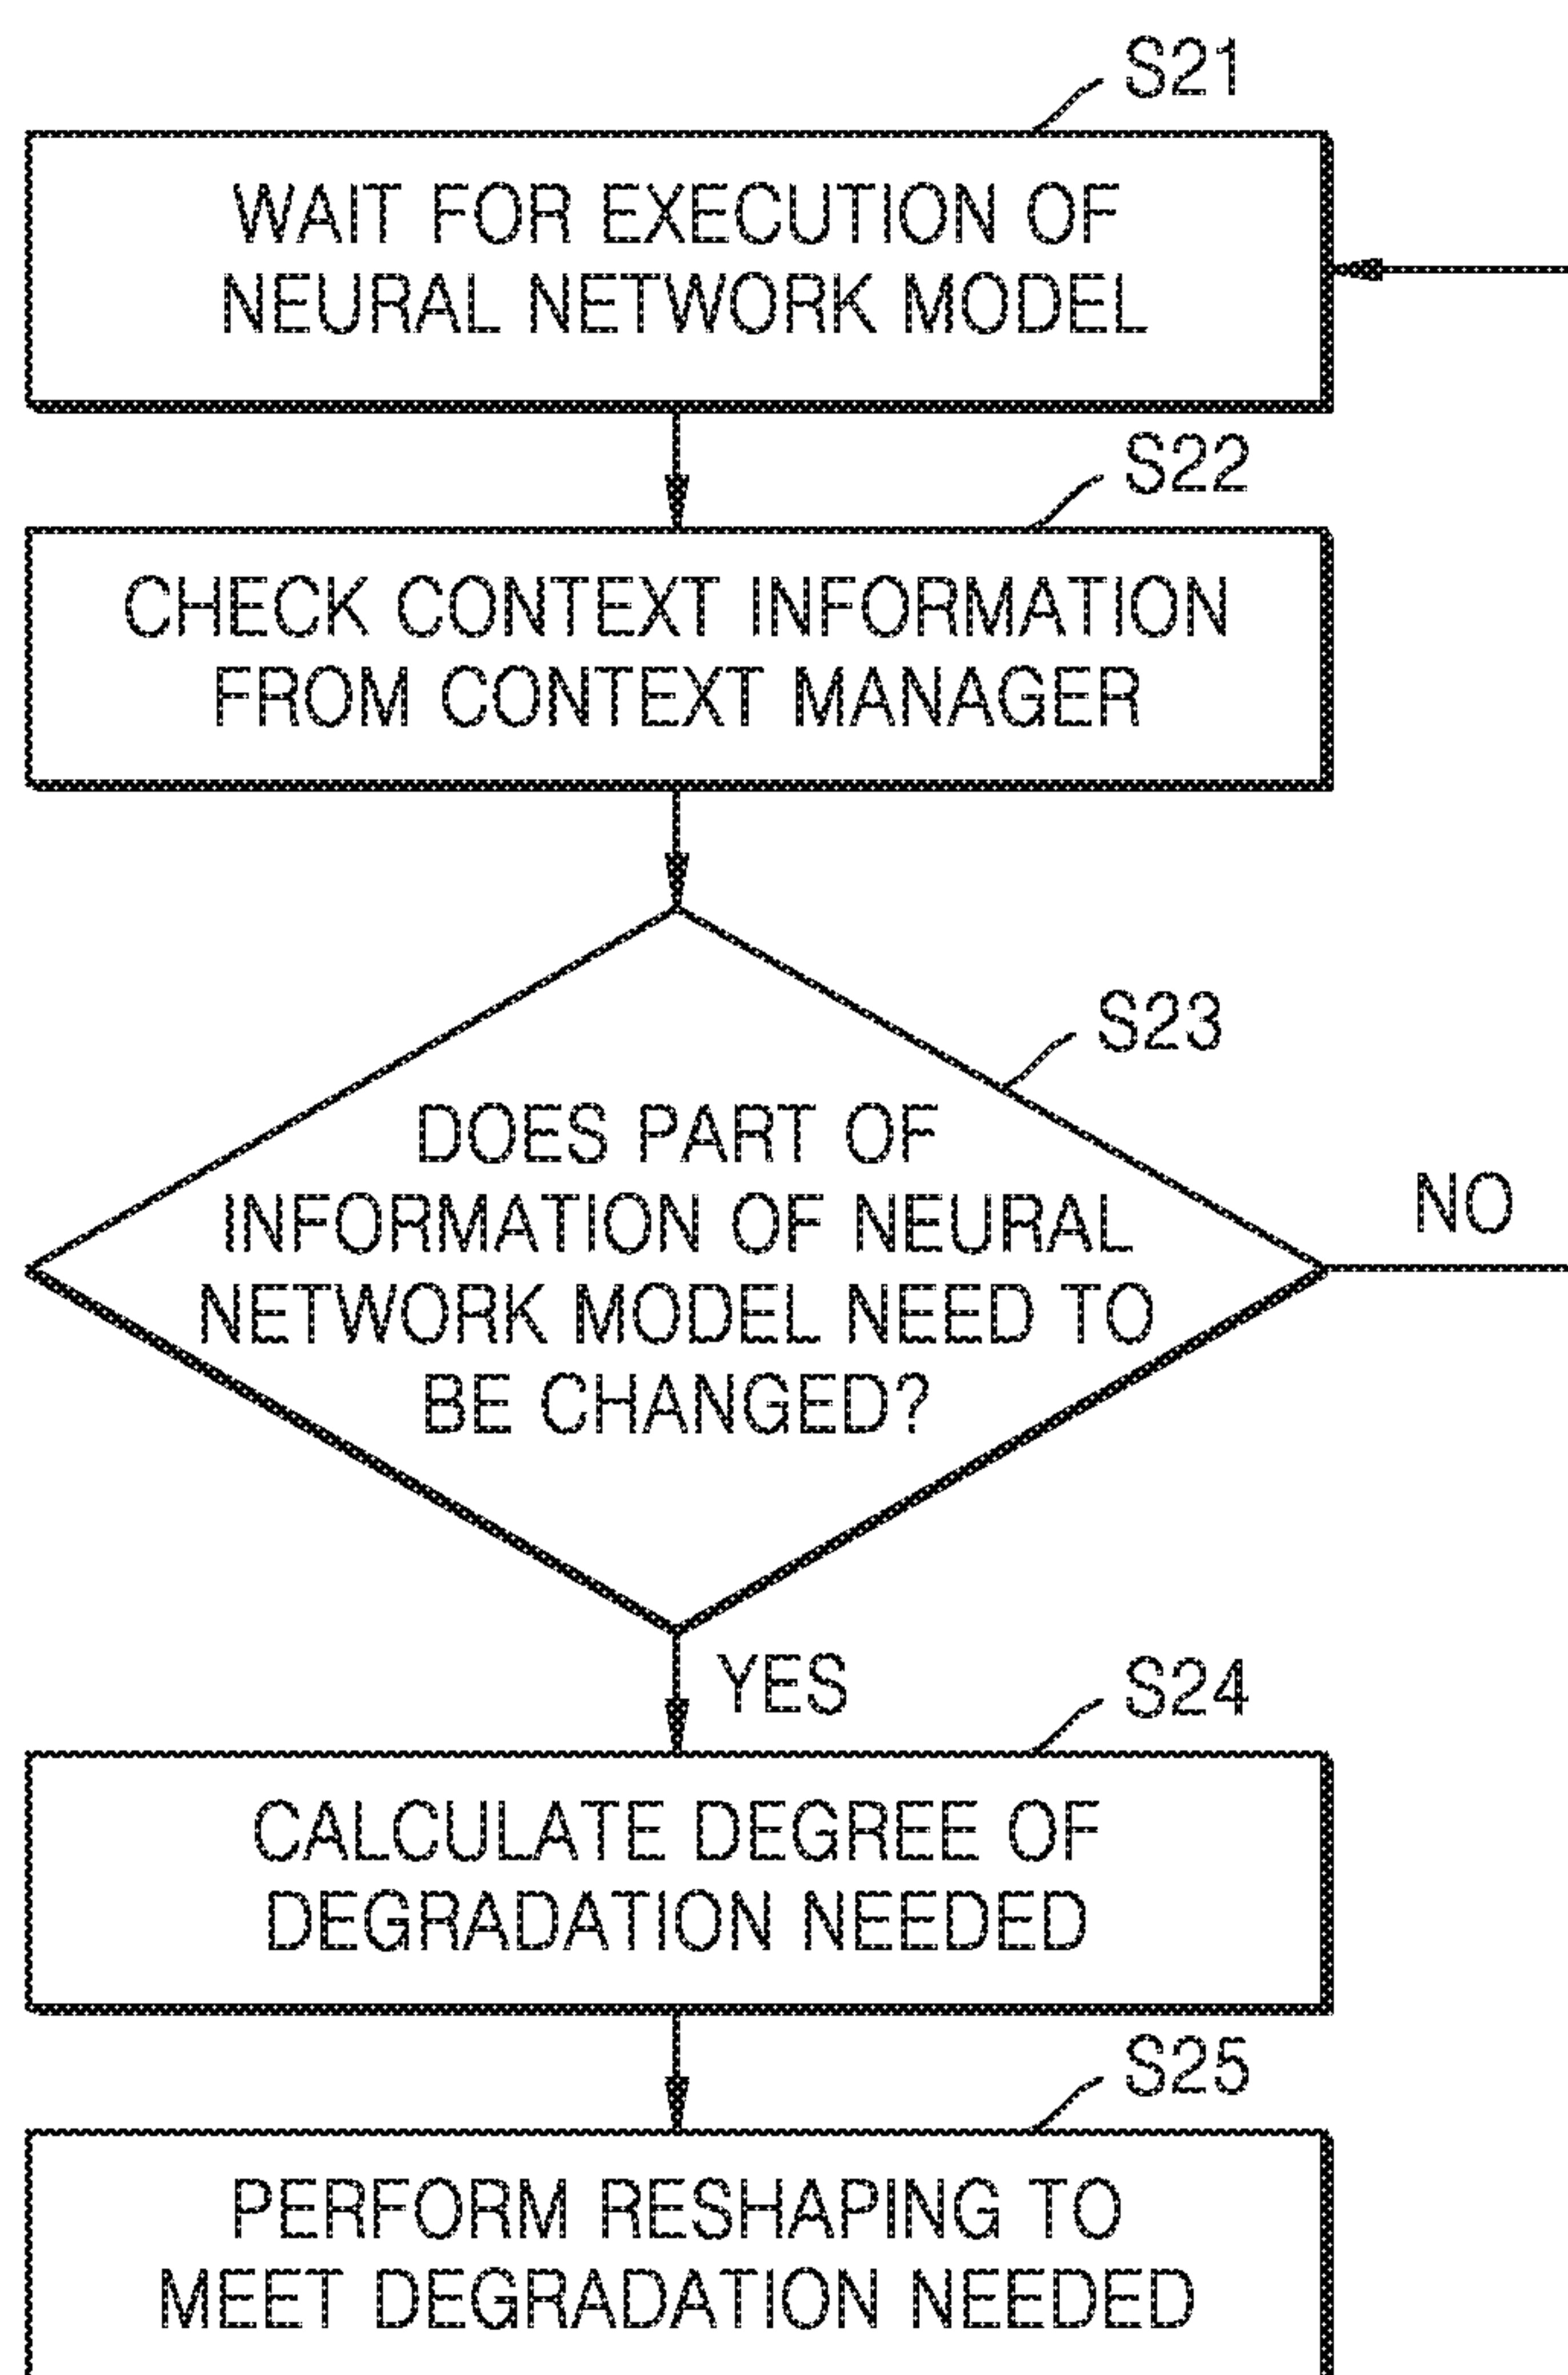 S21
WAIT FOR EXECUTION OF
NEURAL NETWORK MODEL
S22
CHECK CONTEXT INFORMATION
FROM CONTEXT MANAGER
S23
DOES PART OF
INFORMATION OF NEURAL
NETWORK MODEL NEED TO
BE CHANGED?
NO
YES
S24
CALCULATE DEGREE OF
DEGRADATION NEEDED
S25
PERFORM RESHAPING TO
MEET DEGRADATION NEEDED